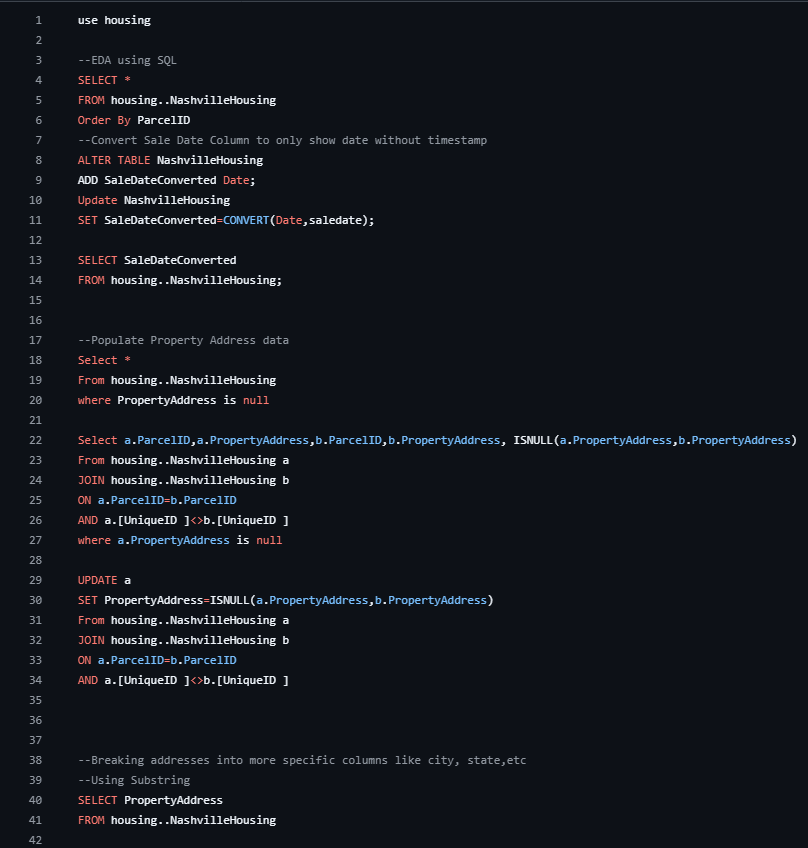 1 use housing
2
3 --EDA using SQL
4 SELECT *
5 FROM housing..NashvilleHousing
6 Order By ParcelID
7 --Convert Sale Date Column to only show date without timestamp
8 ALTER TABLE NashvilleHousing
9 ADD SaleDateConverted Date;
10 Update NashvilleHousing
11 SET SaleDateConverted=CONVERT(Date,saledate);
12
13 SELECT SaleDateConverted
14 FROM housing..NashvilleHousing;
15
16
17 --Populate Property Address data
18 Select *
19 From housing..NashvilleHousing
20 where PropertyAddress is null
21
22 Select a.ParcelID,a.PropertyAddress,b.ParcelID,b.PropertyAddress, ISNULL(a.PropertyAddress,b.PropertyAddress)
23 From housing..NashvilleHousing a
24 JOIN housing..NashvilleHousing b
25 ON a.ParcelID=b.ParcelID
26 AND a.[UniqueID ]<>b.[UniqueID ]
27 where a.PropertyAddress is null
28
29 UPDATE a
30 SET PropertyAddress=ISNULL(a.PropertyAddress,b.PropertyAddress)
31 From housing..NashvilleHousing a
32 JOIN housing..NashvilleHousing b
33 ON a.ParcelID=b.ParcelID
34 AND a.[UniqueID ]<>b.[UniqueID ]
35
36
37
38 --Breaking addresses into more specific columns like city, state,etc
39 --Using Substring
40 SELECT PropertyAddress
41 FROM housing..NashvilleHousing
42